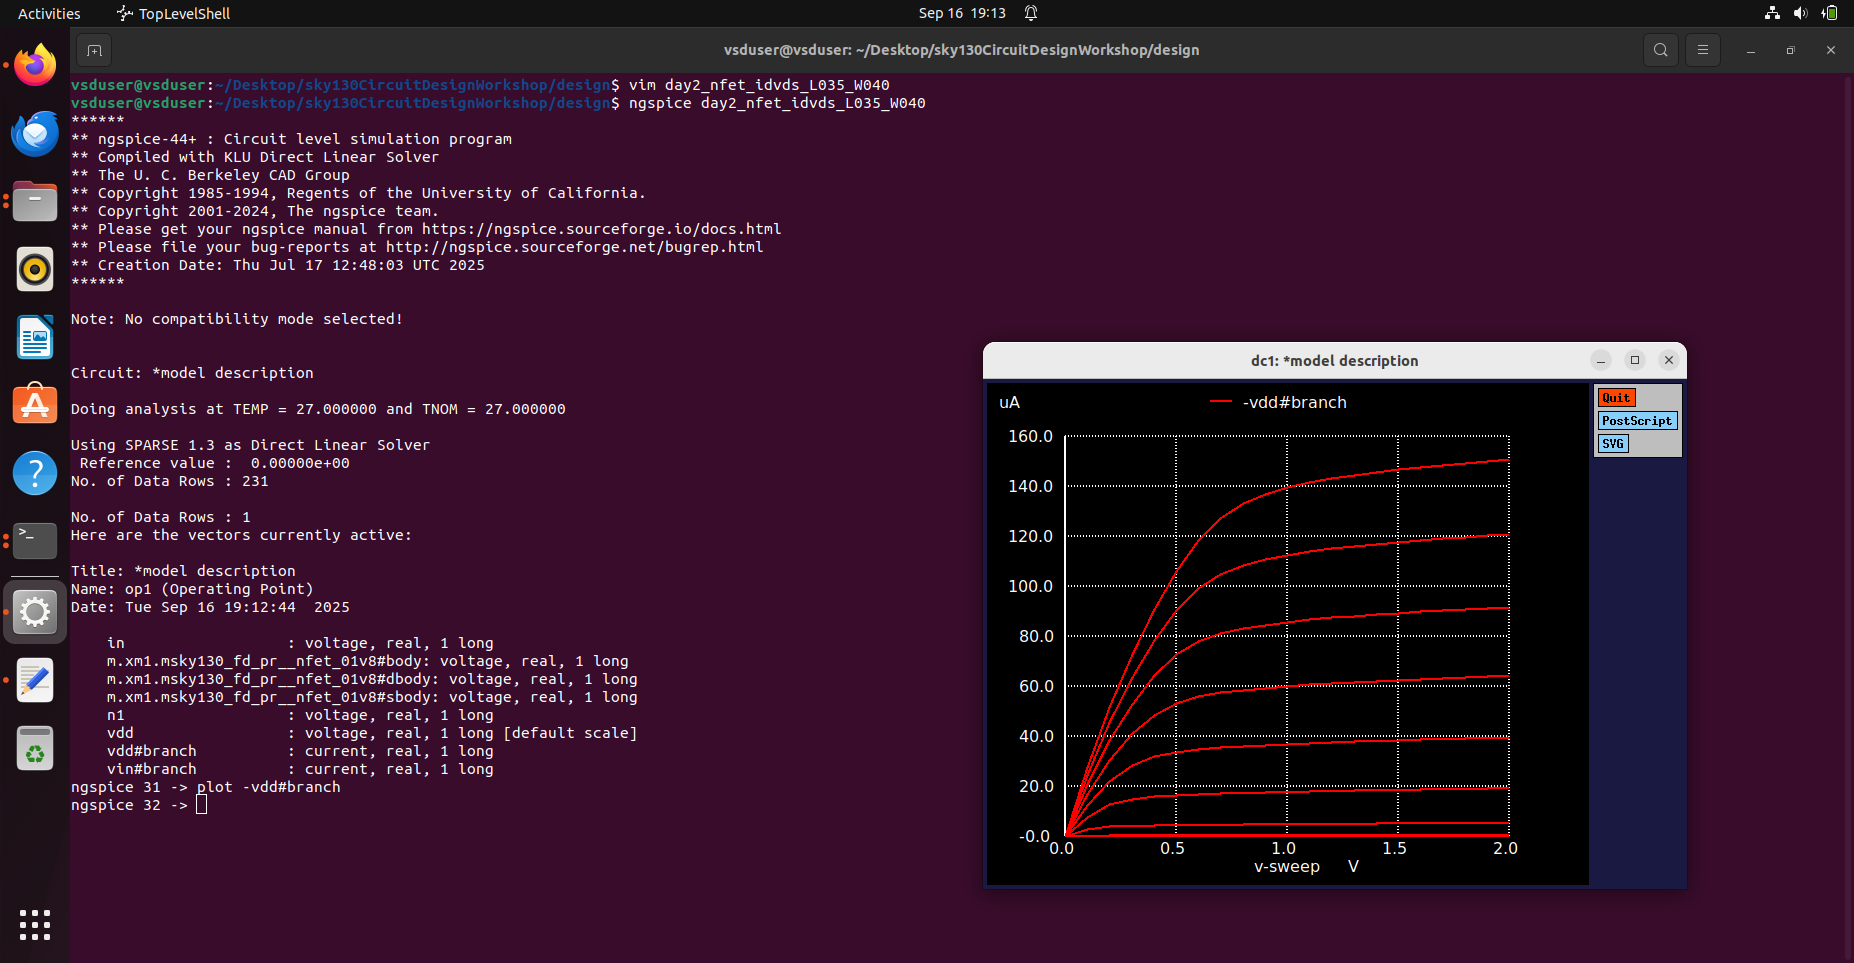 Activities
TopLevelShell
Sep 16 19:13
vsduser@vsduser: ~/Desktop/sky130CircuitDesignWorkshop/design
vsduser@vsduser:~/Desktop/sky130CircuitDesignWorkshop/design$ vim day2_nfet_idvds_L035_W040
vsduser@vsduser:~/Desktop/sky130CircuitDesignWorkshop/design$ ngspice day2_nfet_idvds_L035_W040
******
** ngspice-44+ : Circuit level simulation program
** Compiled with KLU Direct Linear Solver
** The U. C. Berkeley CAD Group
** Copyright 1985-1994, Regents of the University of California.
** Copyright 2001-2024, The ngspice team.
** Please get your ngspice manual from https://ngspice.sourceforge.io/docs.html
** Please file your bug-reports at http://ngspice.sourceforge.net/bugrep.html
** Creation Date: Thu Jul 17 12:48:03 UTC 2025
******
Note: No compatibility mode selected!
Circuit: *model description
Doing analysis at TEMP = 27.000000 and TNOM = 27.000000
Using SPARSE 1.3 as Direct Linear Solver
Reference value :  0.00000e+00
No. of Data Rows : 231
No. of Data Rows : 1
Here are the vectors currently active:
Title: *model description
Name: op1 (Operating Point)
Date: Tue Sep 16 19:12:44  2025
in                  : voltage, real, 1 long
m.xm1.msky130_fd_pr__nfet_01v8#body: voltage, real, 1 long
m.xm1.msky130_fd_pr__nfet_01v8#dbody: voltage, real, 1 long
m.xm1.msky130_fd_pr__nfet_01v8#sbody: voltage, real, 1 long
n1                  : voltage, real, 1 long
vdd                 : voltage, real, 1 long [default scale]
vdd#branch          : current, real, 1 long
vin#branch          : current, real, 1 long
ngspice 31 -> plot -vdd#branch
ngspice 32 ->
dc1: *model description
uA
-vdd#branch
Quit
PostScript
SVG
160.0
140.0
120.0
100.0
80.0
60.0
40.0
20.0
-0.0
0.0 0.5 1.0 1.5 2.0
v-sweep V